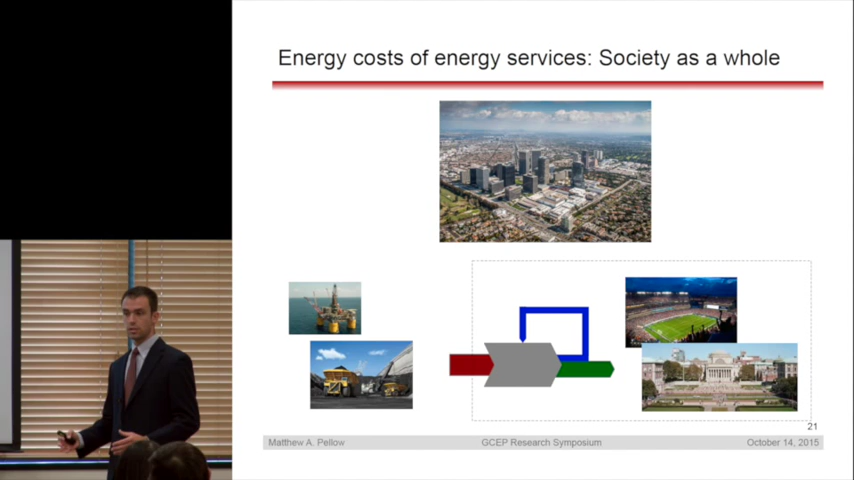 Energy costs of energy services: Society as a whole
21
Matthew A. Pellow GCEP Research Symposium October 14, 2015